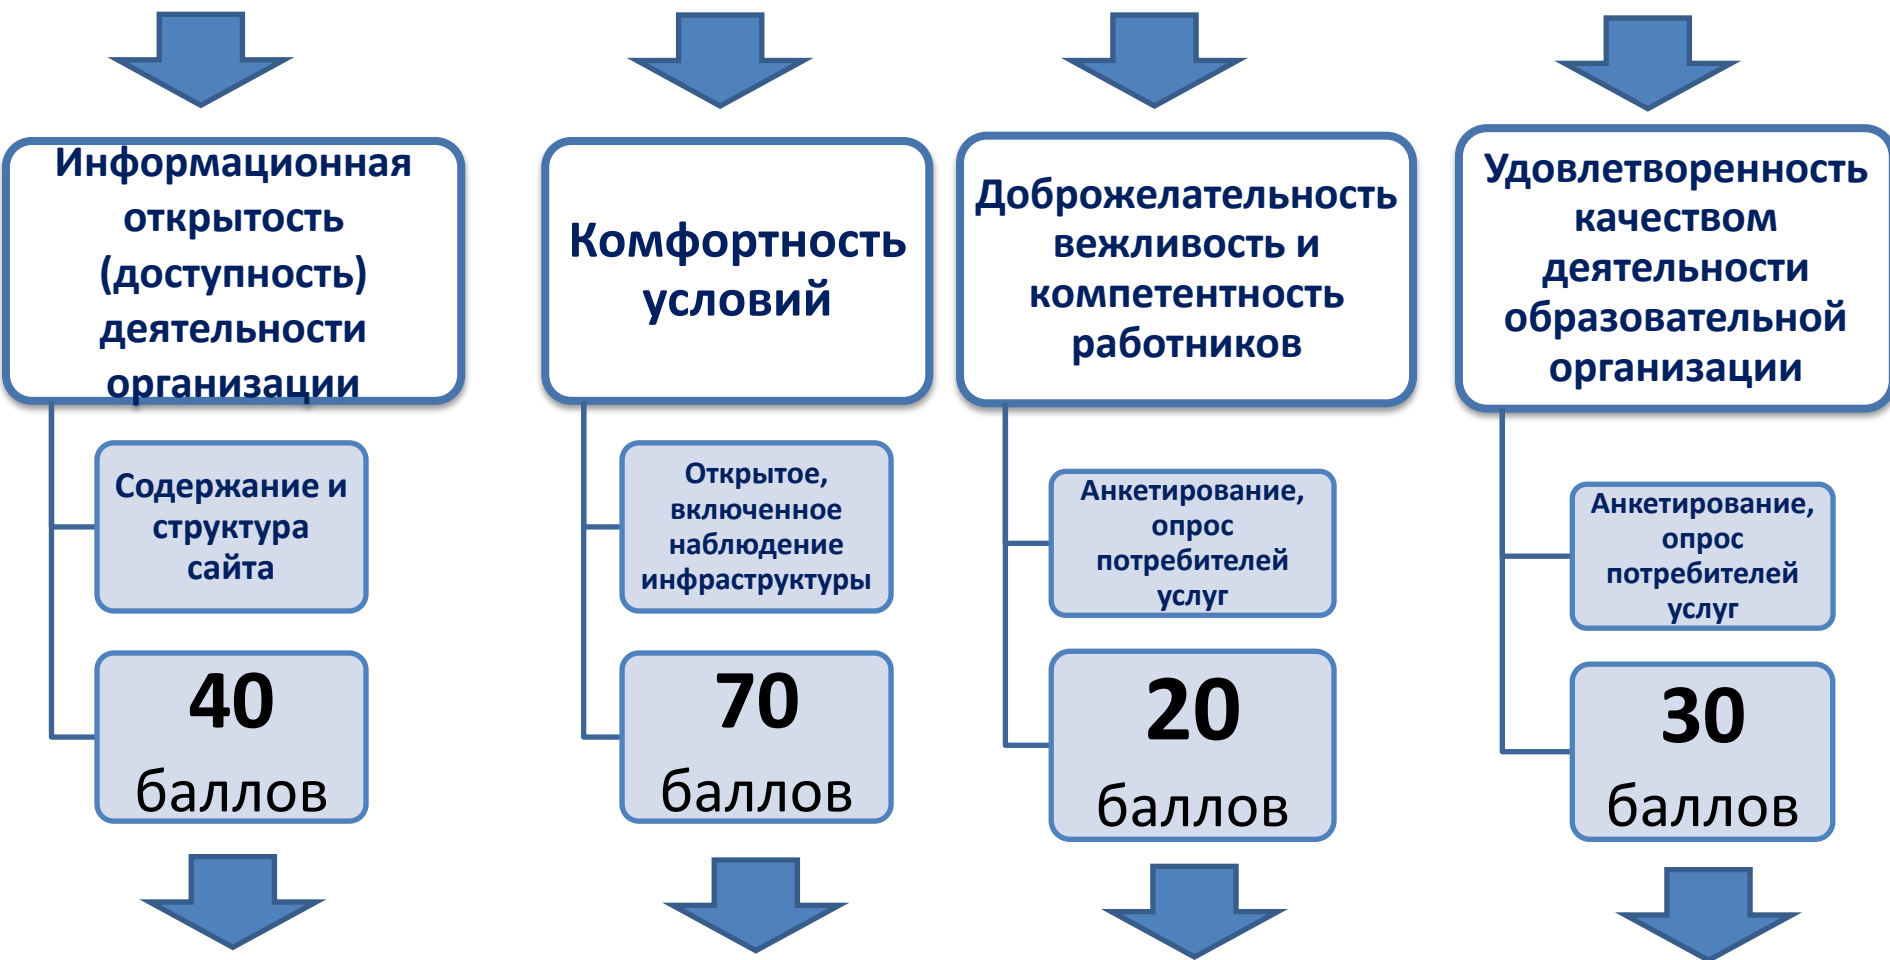 Информационная
открытость
(доступность)
деятельности
организации
Содержание и
структура
сайта
40
баллов
Комфортность
условий
Открытое,
включенное
наблюдение
инфраструктуры
70
баллов
Доброжелательность
вежливость и
компетентность
работников
Анкетирование,
опрос
потребителей
услуг
20
баллов
Удовлетворенность
качеством
деятельности
образовательной
организации
Анкетирование,
опрос
потребителей
услуг
30
баллов